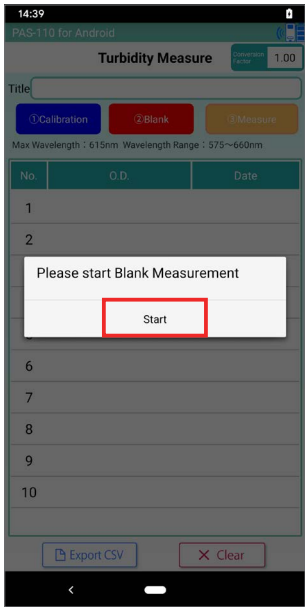 14:39
PAS-110 for Android
Turbidity Measure
Conversion Factor 1.00
Title
①Calibration ②Blank ③Measure
Max Wavelength : 615nm Wavelength Range : 575～660nm
No. O.D. Date
1
2
Please start Blank Measurement
Start
6
7
8
9
10
Export CSV Clear